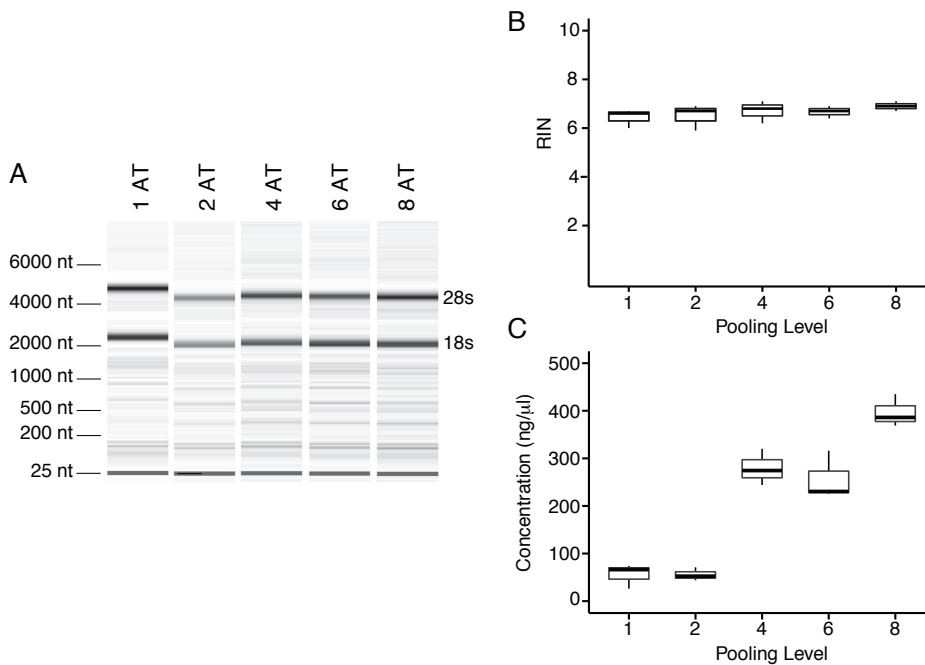 A
1 AT
2 AT
4 AT
6 AT
8 AT
6000 nt
4000 nt
2000 nt
1000 nt
500 nt
200 nt
25 nt
28s
18s
B
RIN
10
8
6
4
2
1
2
4
6
8
Pooling Level
C
Concentration (ng/µl)
500
400
300
200
100
0
1
2
4
6
8
Pooling Level